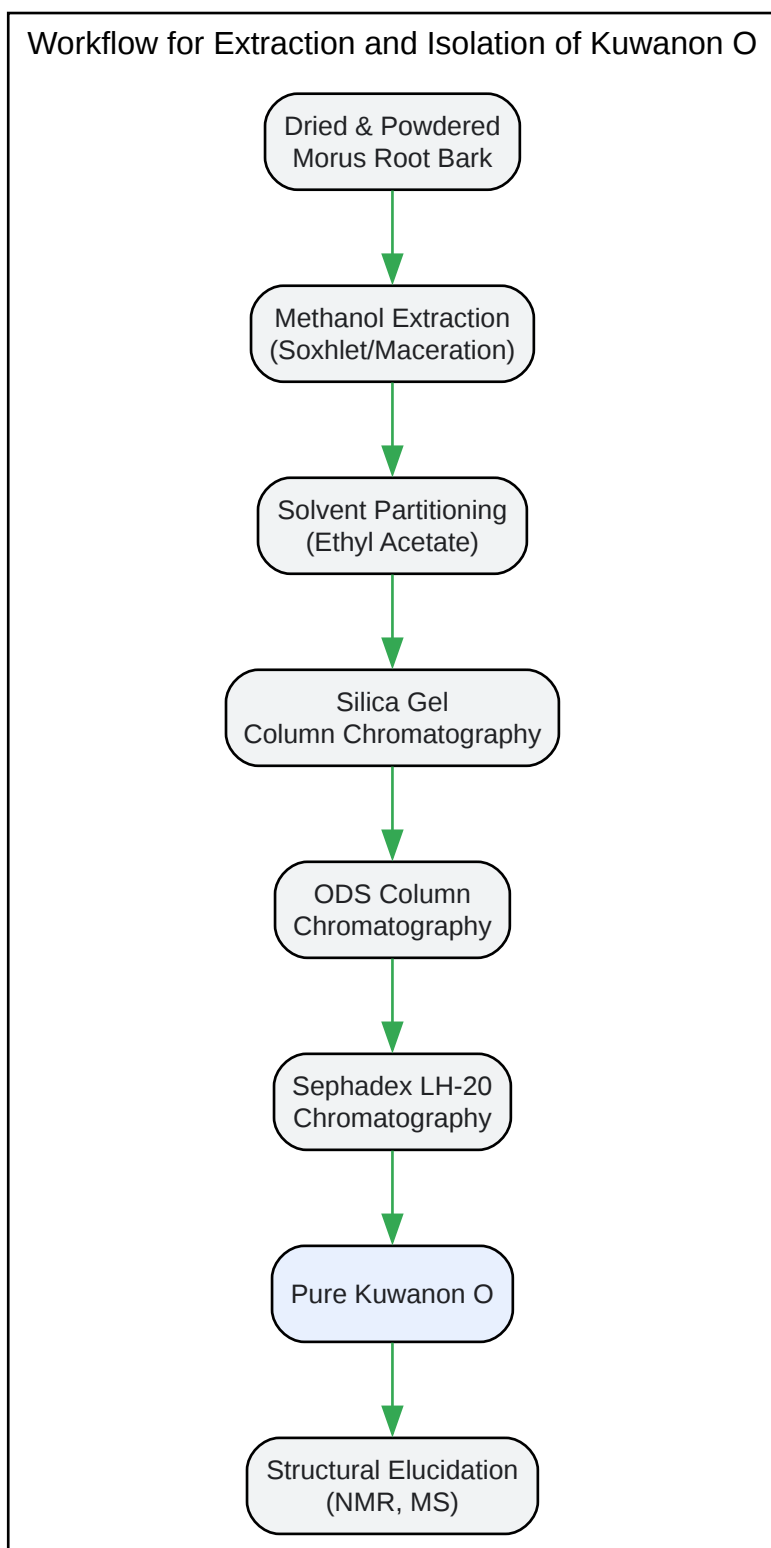 Workflow for Extraction and Isolation of Kuwanon O
Dried & Powdered
Morus Root Bark
Methanol Extraction
(Soxhlet/Maceration)
Solvent Partitioning
(Ethyl Acetate)
Silica Gel
Column Chromatography
ODS Column
Chromatography
Sephadex LH-20
Chromatography
Pure Kuwanon O
Structural Elucidation
(NMR, MS)